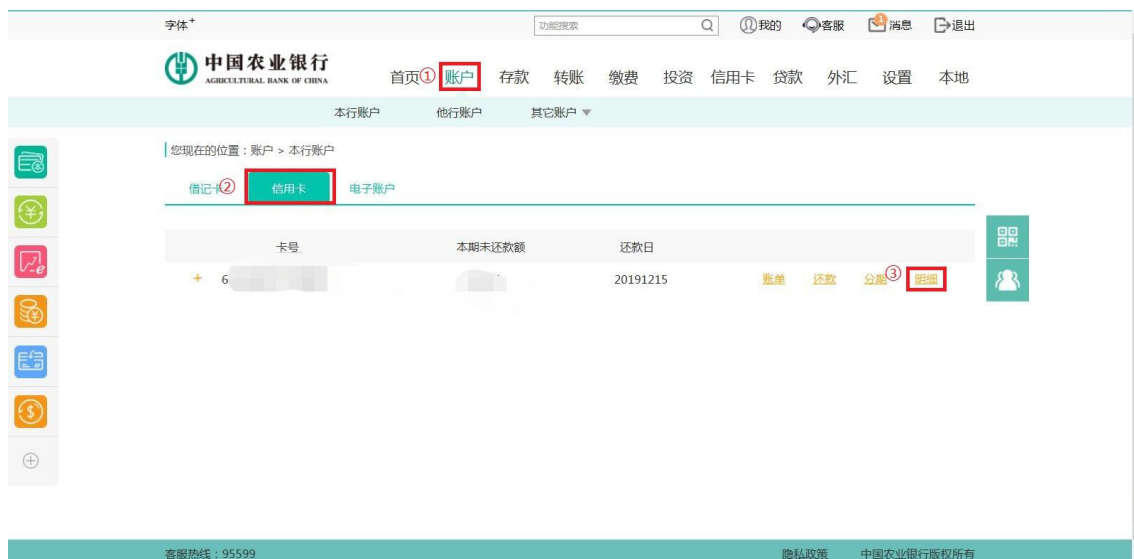 字体+ 功能搜索 我的 客服 1 消息 退出
中国农业银行
AGRICULTURAL BANK OF CHINA
首页 ① 账户 存款 转账 缴费 投资 信用卡 贷款 外汇 设置 本地
本行账户 他行账户 其它账户
您现在的位置：账户 > 本行账户
借记卡 ② 信用卡 电子账户
卡号 本期未还款额 还款日
+ 6 20191215 账单 还款 分期 ③ 明细
客服热线：95599 隐私政策 中国农业银行版权所有